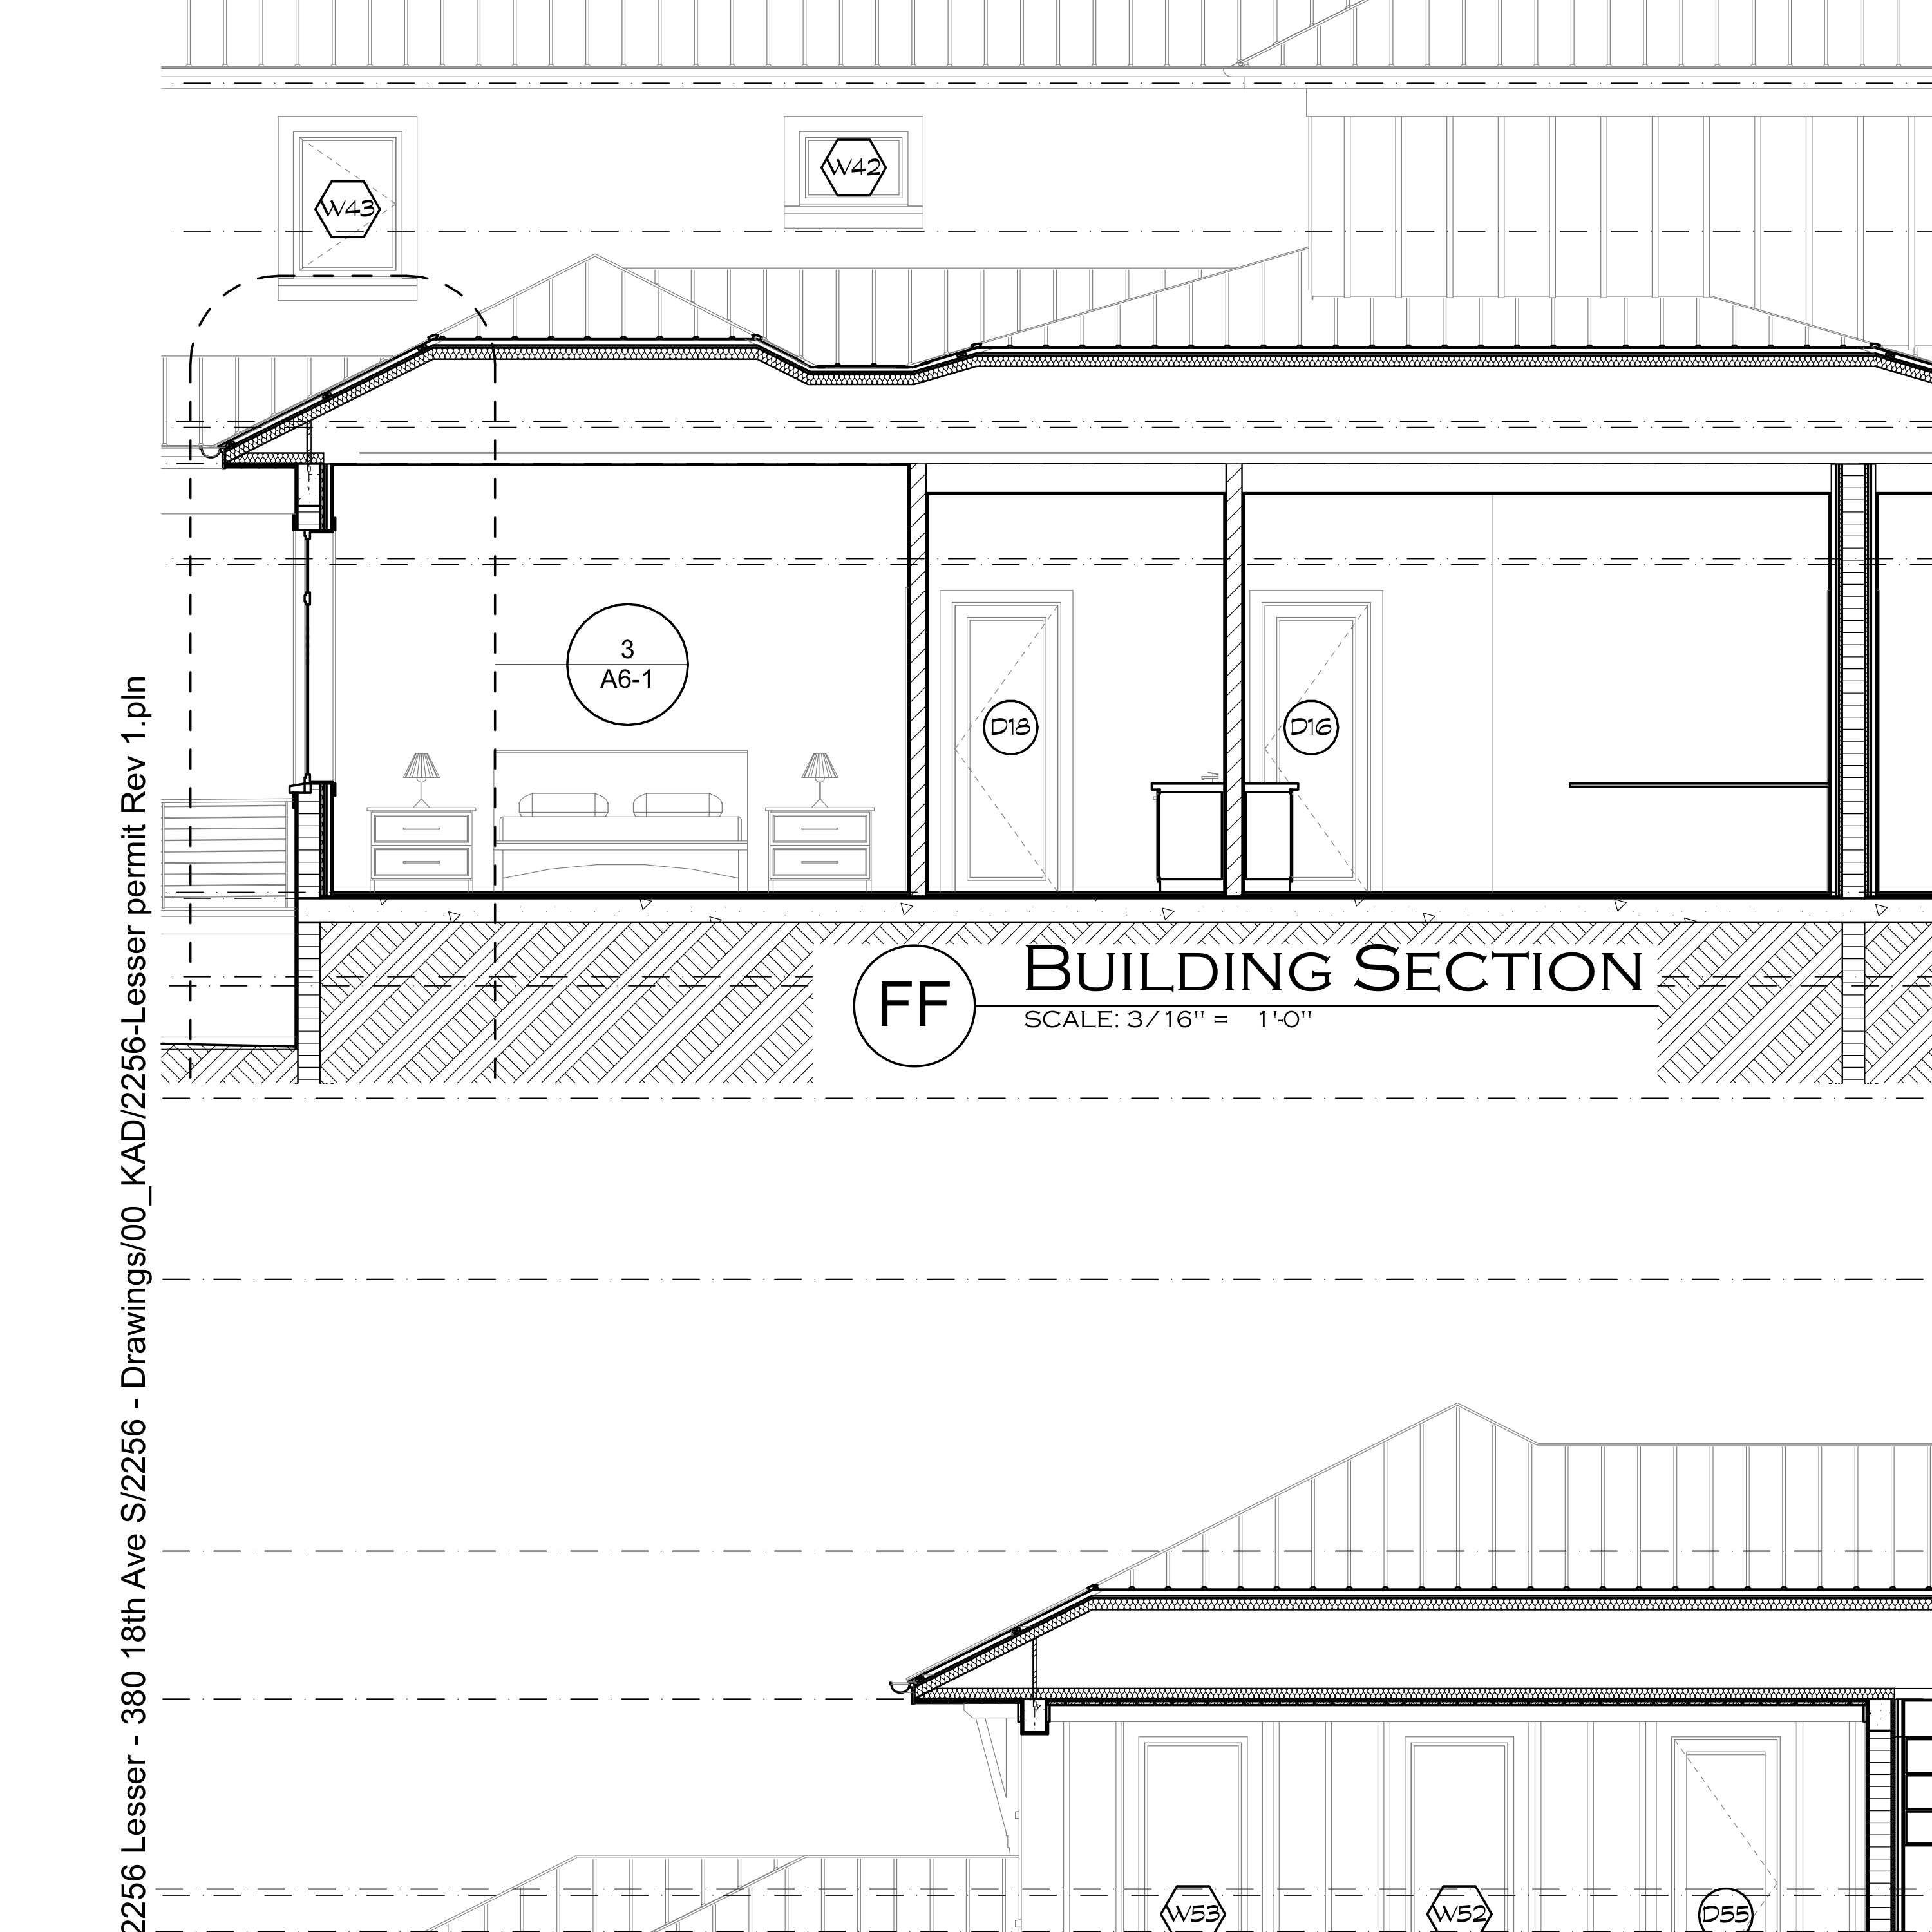 W43
W42
3
A6-1
D18
D16
FF
BUILDING SECTION
SCALE: 3/16" = 1'-0"
W53
W52
D55
2256 Lesser - 380 18th Ave S/2256 - Drawings/00_KAD/2256-Lesser permit Rev 1.pln